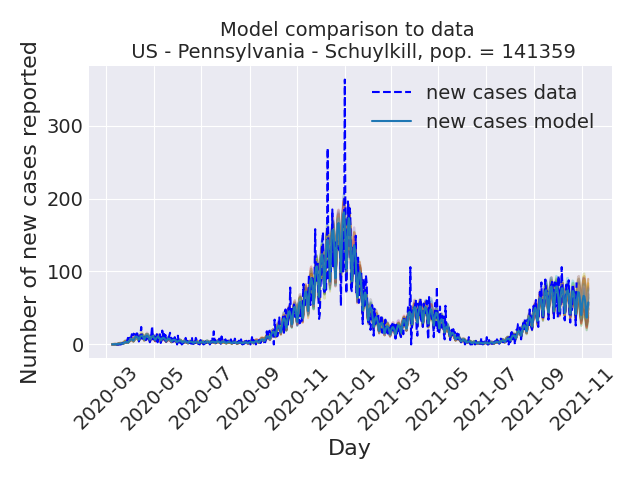 Model comparison to data
US - Pennsylvania - Schuylkill, pop. = 141359
Number of new cases reported
300
200
100
0
new cases data
new cases model
2020-03
2020-05
2020-07
2020-09
2020-11
2021-01
2021-03
2021-05
2021-07
2021-09
2021-11
Day